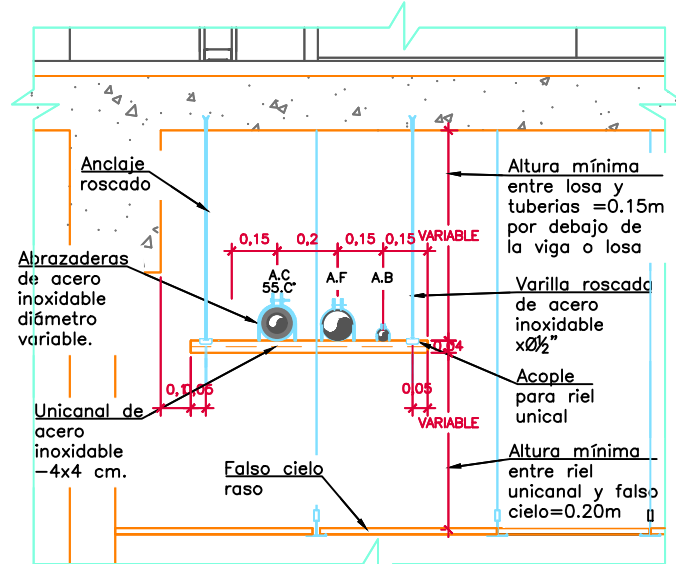 Anclaje
roscado
Altura mínima
entre losa y
tuberias =0.15m
por debajo de
la viga o losa
0,15
0,2
0,15
0,15
VARIABLE
Abrazaderas
de acero
inoxidable
diámetro
variable.
A.C
55.C°
A.F
A.B
Varilla roscada
de acero
inoxidable
xØ½"
0,04
Acople
para riel
unical
0,1
0,05
0,05
VARIABLE
Unicanal de
acero
inoxidable
–4x4 cm.
Falso cielo
raso
Altura mínima
entre riel
unicanal y falso
cielo=0.20m